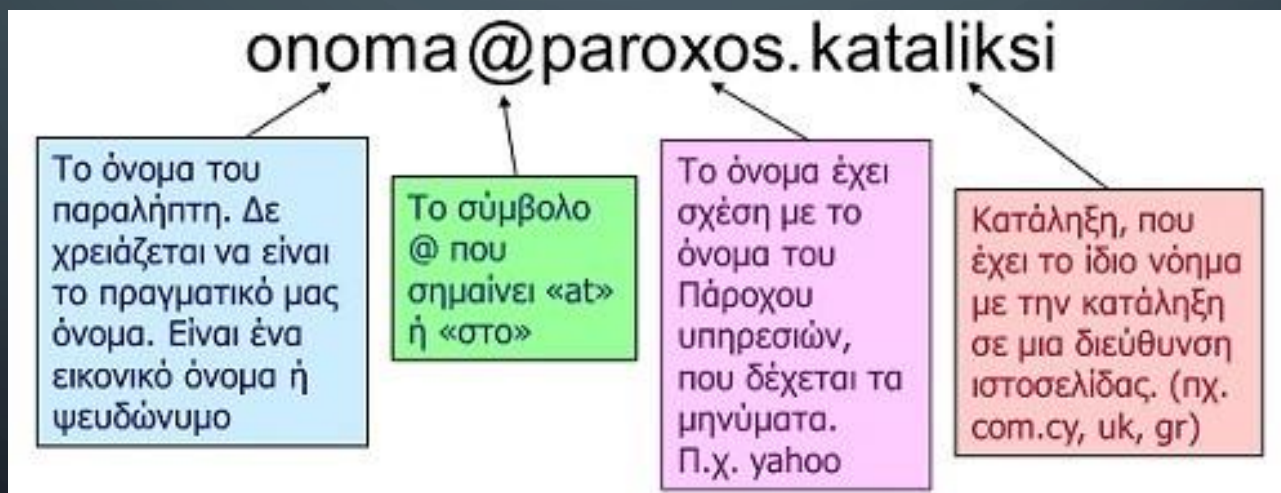 onoma@paroxos.kataliksi
Το όνομα του
παραλήπτη. Δε
χρειάζεται να είναι
το πραγματικό μας
όνομα. Είναι ένα
εικονικό όνομα ή
ψευδώνυμο
Το σύμβολο
@ που
σημαίνει «at»
ή «στο»
Το όνομα έχει
σχέση με το
όνομα του
Πάροχου
υπηρεσιών,
που δέχεται τα
μηνύματα.
Π.χ. yahoo
Κατάληξη, που
έχει το ίδιο νόημα
με την κατάληξη
σε μια διεύθυνση
ιστοσελίδας. (πχ.
com.cy, uk, gr)